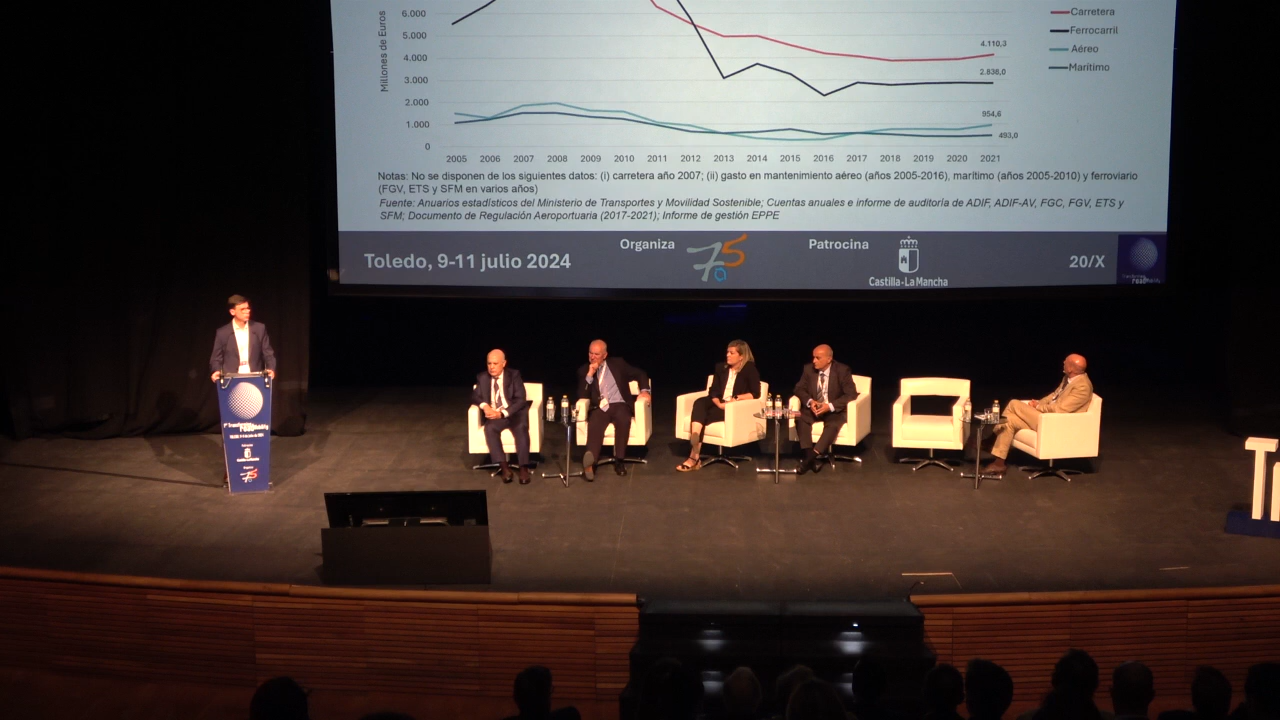 Millones de Euros
6.000
5.000
4.000
3.000
2.000
1.000
0
2005 2006 2007 2008 2009 2010 2011 2012 2013 2014 2015 2016 2017 2018 2019 2020 2021
4.110,3
2.838,0
954,6
493,0
Carretera
Ferrocarril
Aéreo
Marítimo
Notas: No se disponen de los siguientes datos: (i) carretera año 2007; (ii) gasto en mantenimiento aéreo (años 2005-2016), marítimo (años 2005-2010) y ferroviario
(FGV, ETS y SFM en varios años)
Fuente: Anuarios estadísticos del Ministerio de Transportes y Movilidad Sostenible; Cuentas anuales e informe de auditoría de ADIF, ADIF-AV, FGC, FGV, ETS y
SFM; Documento de Regulación Aeroportuaria (2017-2021); Informe de gestión EPPE
Toledo, 9-11 julio 2024
Organiza
75
Patrocina
Castilla-La Mancha
20/X
Castilla-La Mancha
75
T